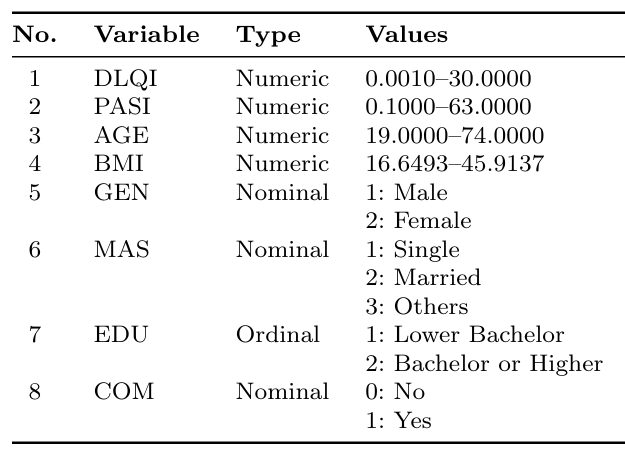 No. Variable Type Values
1 DLQI Numeric 0.0010–30.0000
2 PASI Numeric 0.1000–63.0000
3 AGE Numeric 19.0000–74.0000
4 BMI Numeric 16.6493–45.9137
5 GEN Nominal 1: Male
2: Female
6 MAS Nominal 1: Single
2: Married
3: Others
7 EDU Ordinal 1: Lower Bachelor
2: Bachelor or Higher
8 COM Nominal 0: No
1: Yes